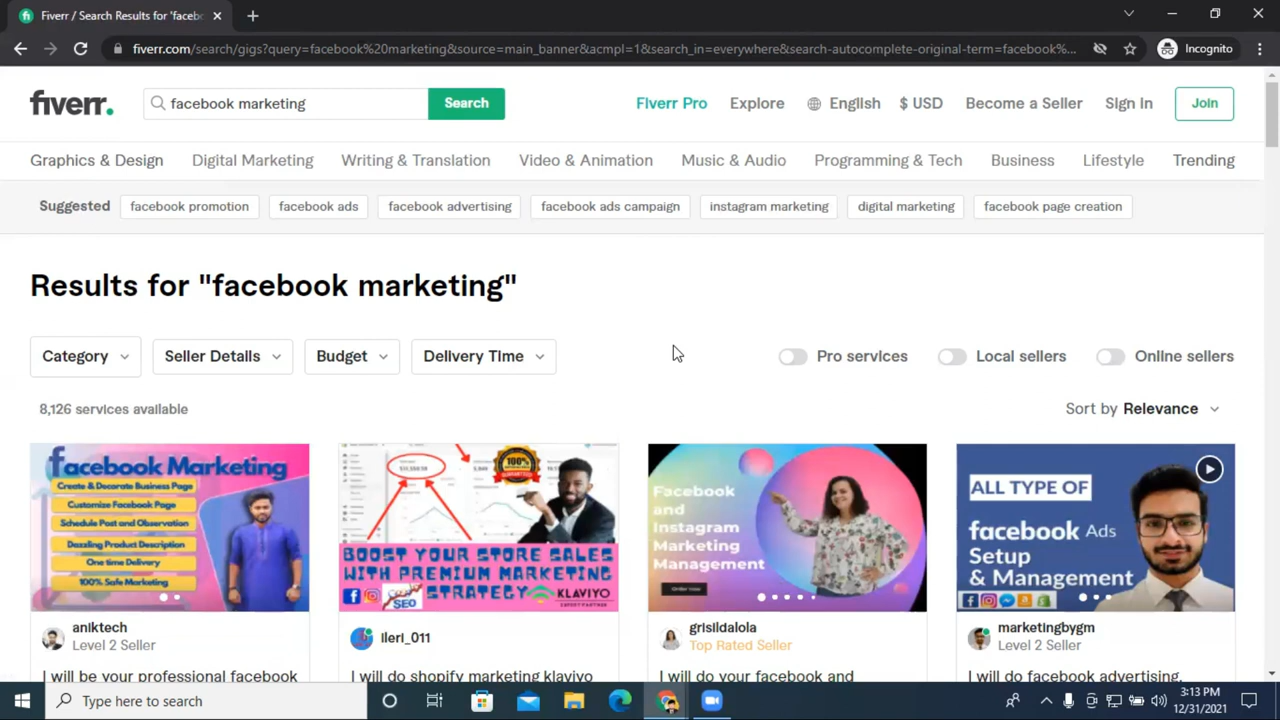 Fiverr / Search Results for 'facebo
fiverr.com/search/gigs?query=facebook%20marketing&source=main_banner&acmpl=1&search_in=everywhere&search-autocomplete-original-term=facebook%...
Incognito
fiverr.
facebook marketing
Search
Fiverr Pro
Explore
English
$ USD
Become a Seller
Sign In
Join
Graphics & Design
Digital Marketing
Writing & Translation
Video & Animation
Music & Audio
Programming & Tech
Business
Lifestyle
Trending
Suggested
facebook promotion
facebook ads
facebook advertising
facebook ads campaign
instagram marketing
digital marketing
facebook page creation
Results for "facebook marketing"
Category
Seller Details
Budget
Delivery Time
Pro services
Local sellers
Online sellers
8,126 services available
Sort by Relevance
facebook Marketing
Create & Decorate Business Page
Customize Facebook Page
Schedule Post and Observation
Dazzling Product Description
One time Delivery
100% Safe Marketing
aniktech
Level 2 Seller
I will be your professional facebook
100%
BOOST YOUR STORE SALES
WITH PREMIUM MARKETING
STRATEGY
SEO
KLAVIYO
EXPERT PARTNER
ileri_011
I will do shopify marketing klaviyo
Facebook
and
Instagram
Marketing
Management
Order Now
grisildalola
Top Rated Seller
I will do your facebook and
ALL TYPE OF
facebook Ads
Setup
& Management
marketingbygm
Level 2 Seller
I will do facebook advertising,
Type here to search
3:13 PM
12/31/2021